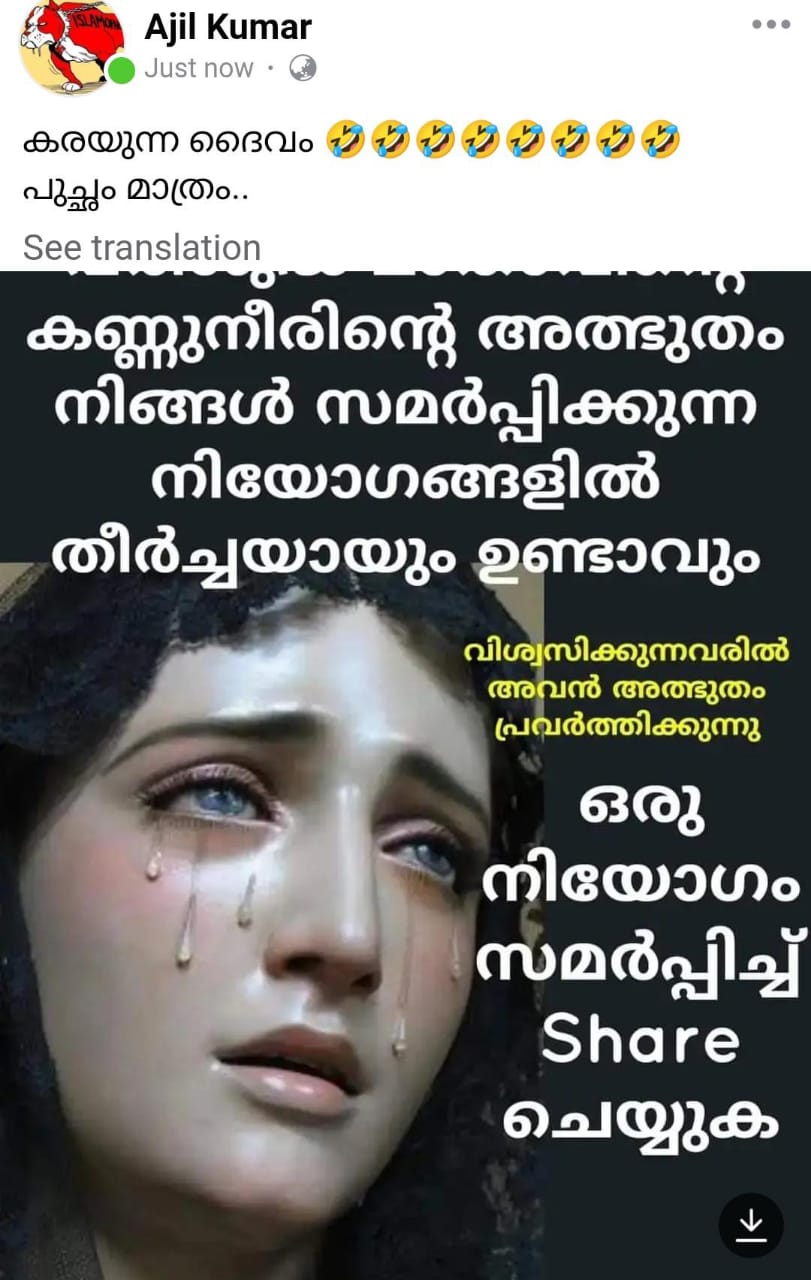 ISLAMOPH
Ajil Kumar
Just now
കരയുന്ന ദൈവം 🤣🤣🤣🤣🤣🤣🤣🤣
പുച്ഛം മാത്രം..
See translation
കണ്ണുനീരിന്റെ അത്ഭുതം
നിങ്ങൾ സമർപ്പിക്കുന്ന
നിയോഗങ്ങളിൽ
തീർച്ചയായും ഉണ്ടാവും
വിശ്വസിക്കുന്നവരിൽ
അവൻ അത്ഭുതം
പ്രവർത്തിക്കുന്നു
ഒരു
നിയോഗം
സമർപ്പിച്ച്
Share
ചെയ്യുക